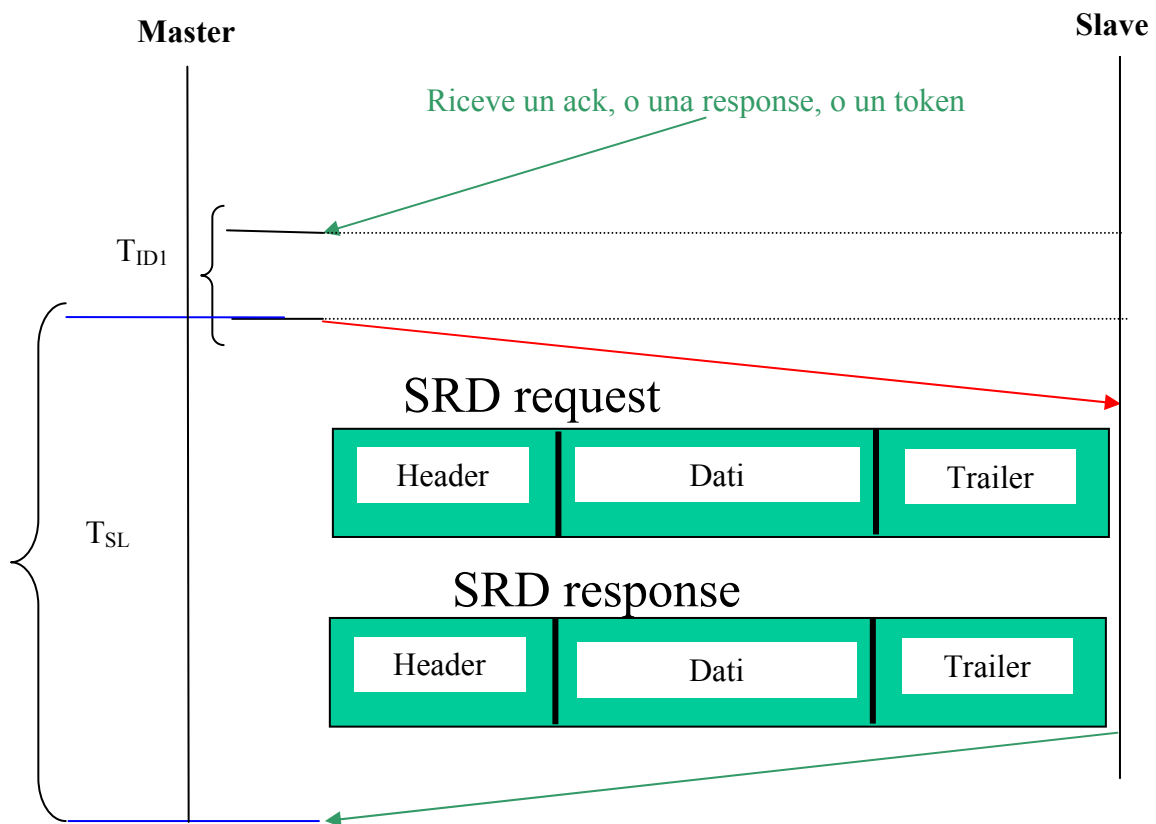 Master
Slave
Riceve un ack, o una response, o un token
TID1
SRD request
Header
Dati
Trailer
TSL
SRD response
Header
Dati
Trailer